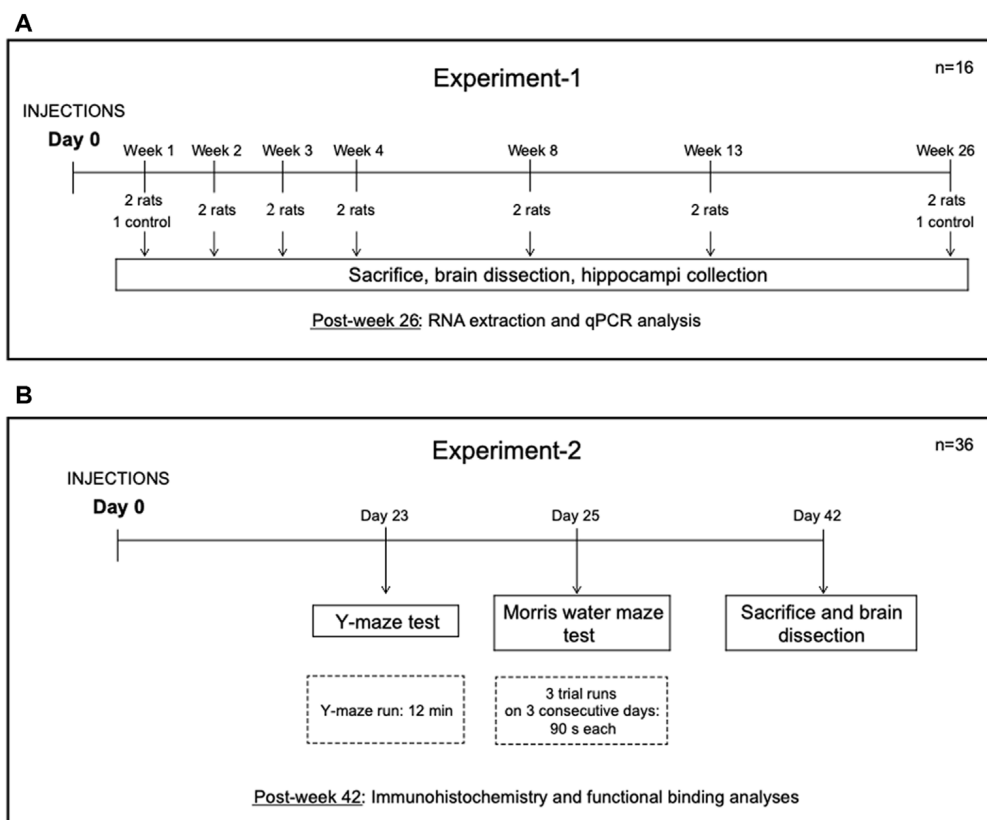 A
Experiment-1
n=16
INJECTIONS
Day 0
Week 1 Week 2 Week 3 Week 4 Week 8 Week 13 Week 26
2 rats
1 control
2 rats
2 rats
2 rats
2 rats
2 rats
2 rats
1 control
Sacrifice, brain dissection, hippocampi collection
Post-week 26: RNA extraction and qPCR analysis
B
Experiment-2
n=36
INJECTIONS
Day 0
Day 23 Day 25 Day 42
Y-maze test
Morris water maze
test
Sacrifice and brain
dissection
Y-maze run: 12 min
3 trial runs
on 3 consecutive days:
90 s each
Post-week 42: Immunohistochemistry and functional binding analyses